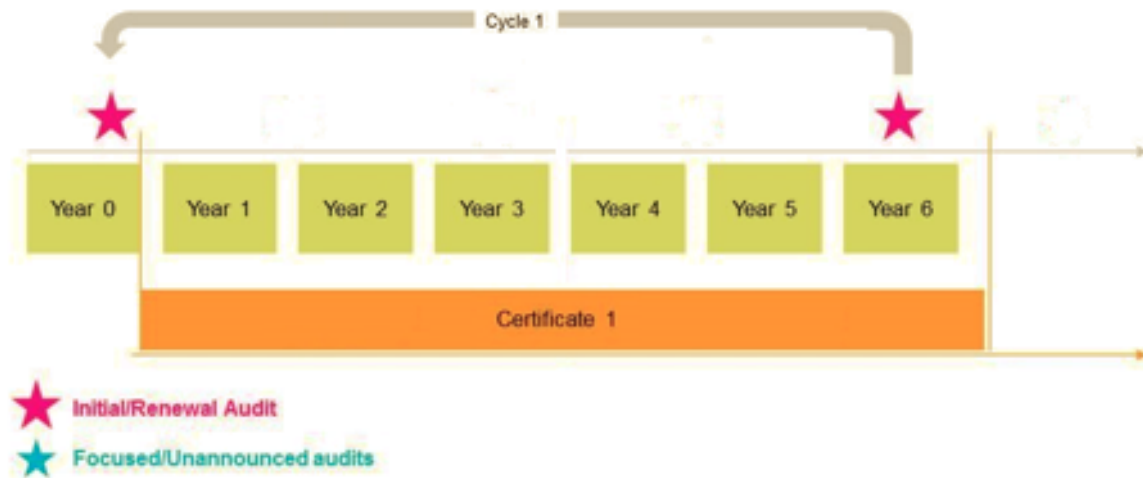 Cycle 1
Year 0 Year 1 Year 2 Year 3 Year 4 Year 5 Year 6
Certificate 1
Initial/Renewal Audit
Focused/Unannounced audits